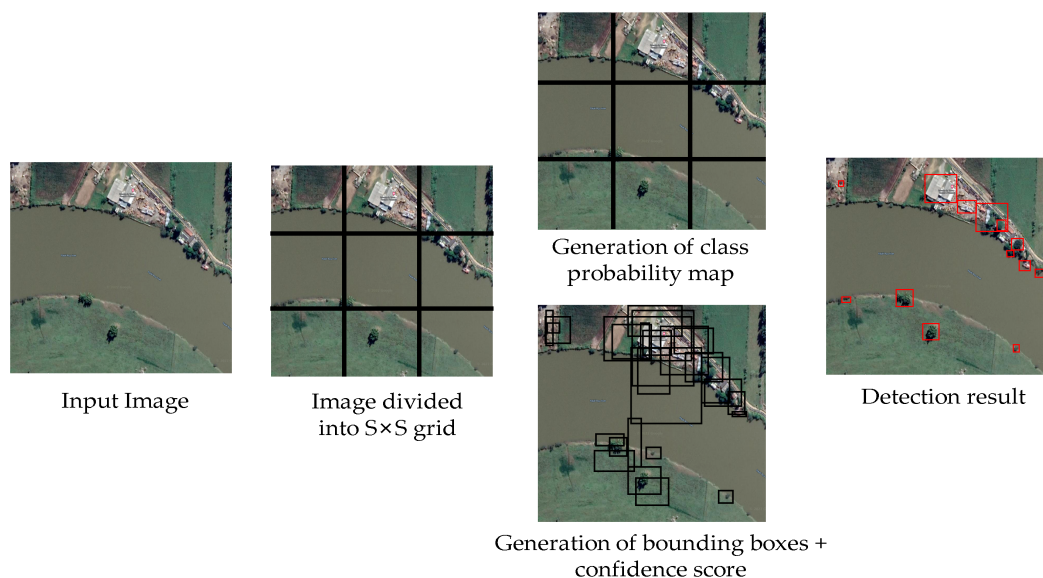 Input Image
Image divided
into S×S grid
Generation of class
probability map
Generation of bounding boxes +
confidence score
Detection result